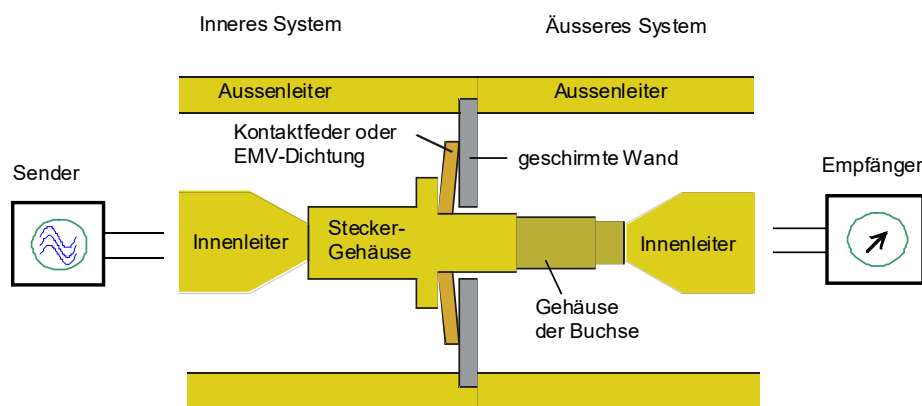 Inneres System
Äusseres System
Aussenleiter
Aussenleiter
Kontaktfeder oder
EMV-Dichtung
geschirmte Wand
Sender
Empfänger
Innenleiter
Stecker-
Gehäuse
Innenleiter
Gehäuse
der Buchse